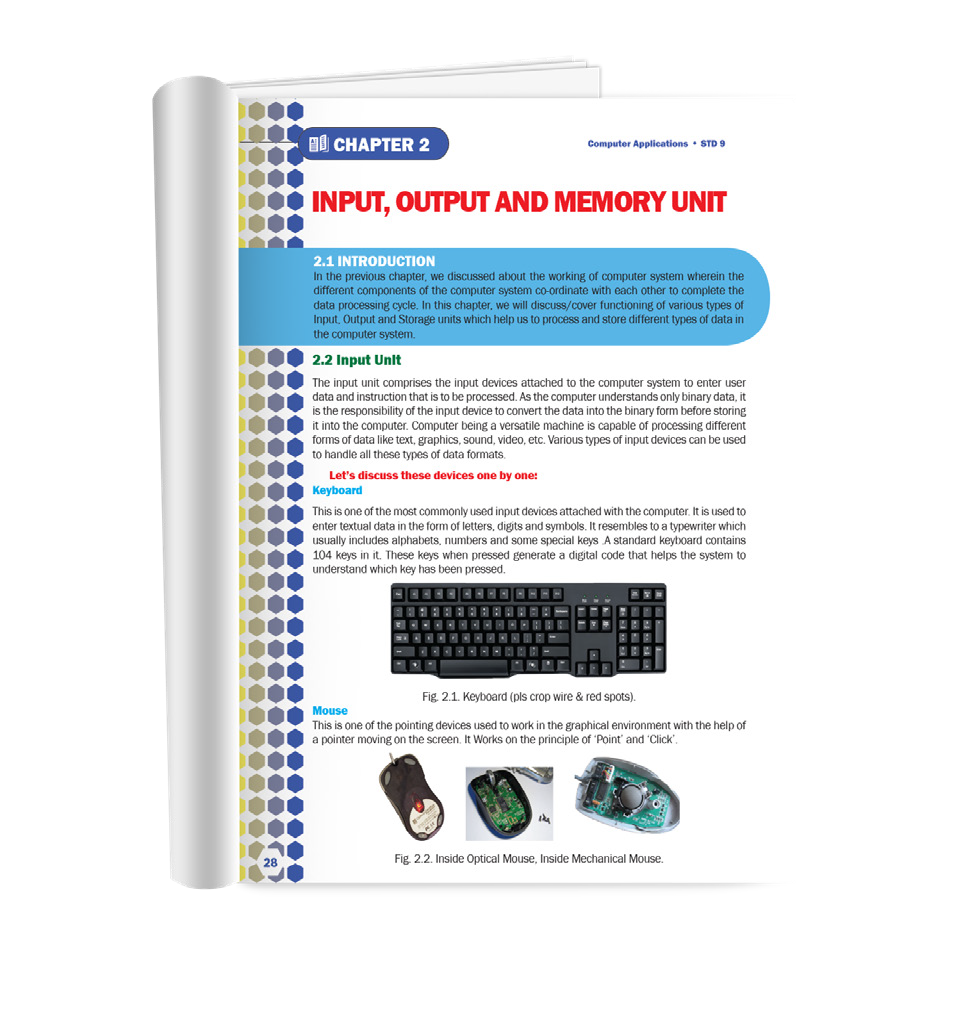 CHAPTER 2
Computer Applications • STD 9
INPUT, OUTPUT AND MEMORY UNIT
2.1 INTRODUCTION
In the previous chapter, we discussed about the working of computer system wherein the
different components of the computer system co-ordinate with each other to complete the
data processing cycle. In this chapter, we will discuss/cover functioning of various types of
Input, Output and Storage units which help us to process and store different types of data in
the computer system.
2.2 Input Unit
The input unit comprises the input devices attached to the computer system to enter user
data and instruction that is to be processed. As the computer understands only binary data, it
is the responsibility of the input device to convert the data into the binary form before storing
it into the computer. Computer being a versatile machine is capable of processing different
forms of data like text, graphics, sound, video, etc. Various types of input devices can be used
to handle all these types of data formats.
Let's discuss these devices one by one:
Keyboard
This is one of the most commonly used input devices attached with the computer. It is used to
enter textual data in the form of letters, digits and symbols. It resembles to a typewriter which
usually includes alphabets, numbers and some special keys .A standard keyboard contains
104 keys in it. These keys when pressed generate a digital code that helps the system to
understand which key has been pressed.
Fig. 2.1. Keyboard (pls crop wire & red spots).
Mouse
This is one of the pointing devices used to work in the graphical environment with the help of
a pointer moving on the screen. It Works on the principle of 'Point' and 'Click'.
Fig. 2.2. Inside Optical Mouse, Inside Mechanical Mouse.
28